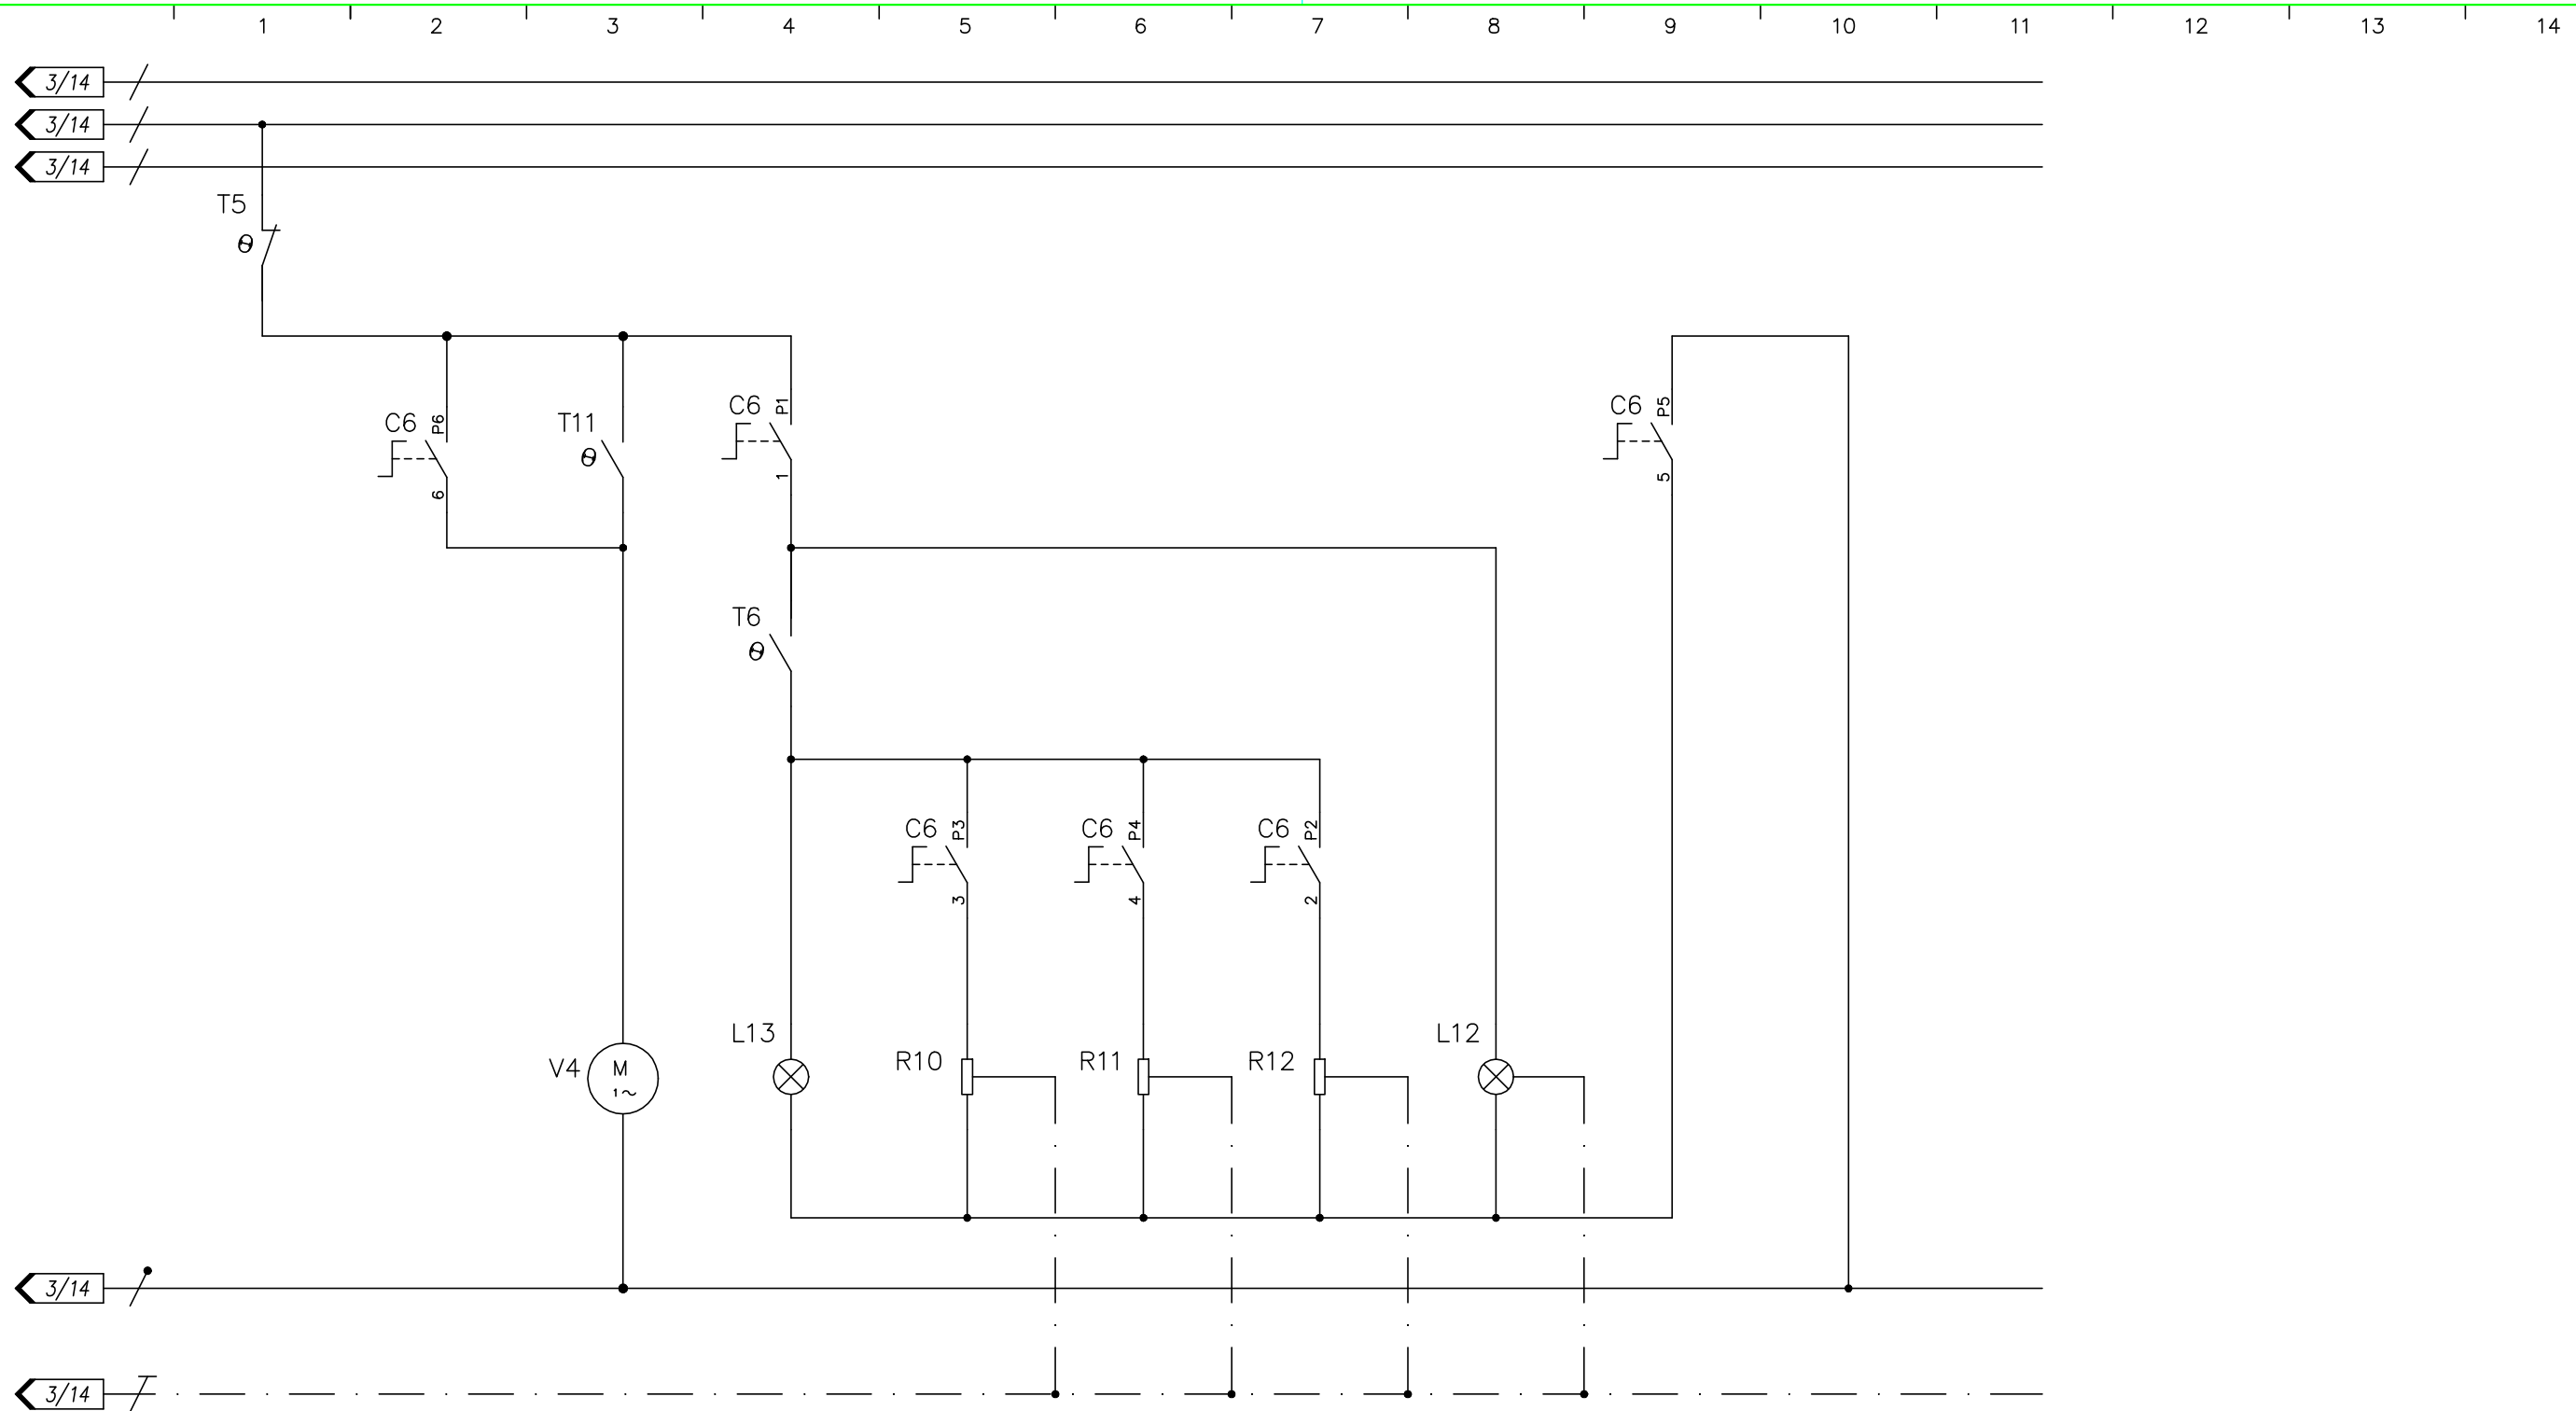 1 2 3 4 5 6 7 8 9 10 11 12 13 14
3/14
3/14
3/14
T5
θ
C6 P6
6
T11
θ
C6 P1
1
C6 P5
5
T6
θ
C6 P3
3
C6 P4
4
C6 P2
2
V4
M
1~
L13
R10
R11
R12
L12
3/14
3/14